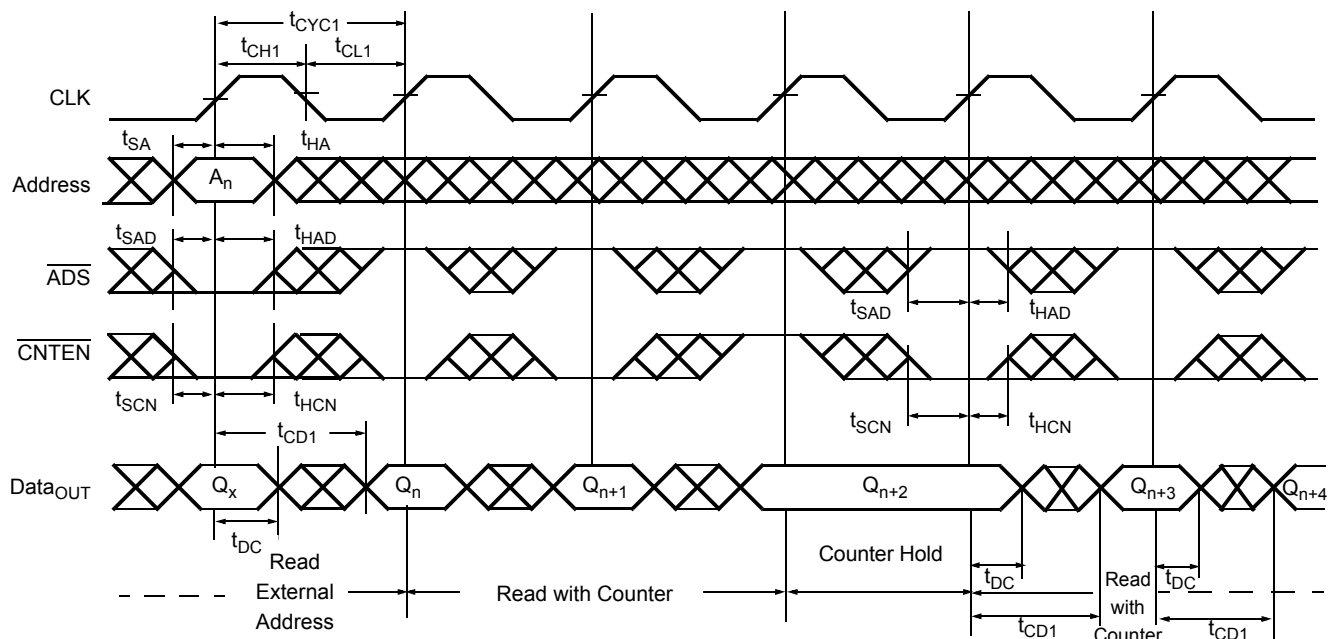 tCYC1
tCH1
tCL1
CLK
tSA
tHA
Address
An
tSAD
tHAD
ADS
tSAD
tHAD
CNTEN
tSCN
tHCN
tSCN
tHCN
tCD1
DataOUT
Qx
Qn
Qn+1
Qn+2
Qn+3
Qn+4
tDC
Read
External
Address
Read with Counter
Counter Hold
tDC
tCD1
Read
with
Counter
tDC
tCD1